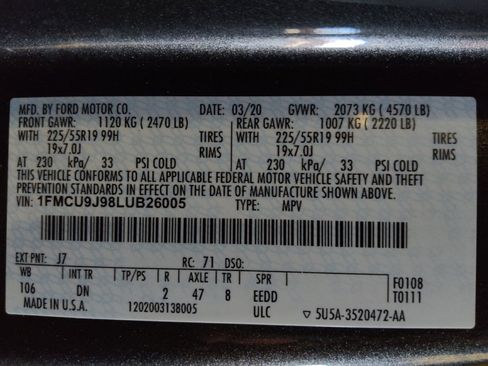 MFD. BY FORD MOTOR CO. DATE: 03/20 GVWR: 2073 KG ( 4570 LB)
FRONT GAWR: 1120 KG ( 2470 LB) REAR GAWR: 1007 KG ( 2220 LB)
WITH 225/55R19 99H TIRES WITH 225/55R19 99H TIRES
19x7.0J RIMS 19x7.0J RIMS
AT 230 kPa/ 33 PSI COLD AT 230 kPa/ 33 PSI COLD
THIS VEHICLE CONFORMS TO ALL APPLICABLE FEDERAL MOTOR VEHICLE SAFETY AND THEFT
PREVENTION STANDARDS IN EFFECT ON THE DATE OF MANUFACTURE SHOWN ABOVE.
VIN: 1FMCU9J98LUB26005 TYPE: MPV
EXT PNT: J7 RC: 71 DSO:
WB INT TR TP/PS R AXLE TR SPR F0108
106 DN 2 47 8 EEDD T0111
MADE IN U.S.A. 1202003138005 ULC ▽ 5U5A-3520472-AA